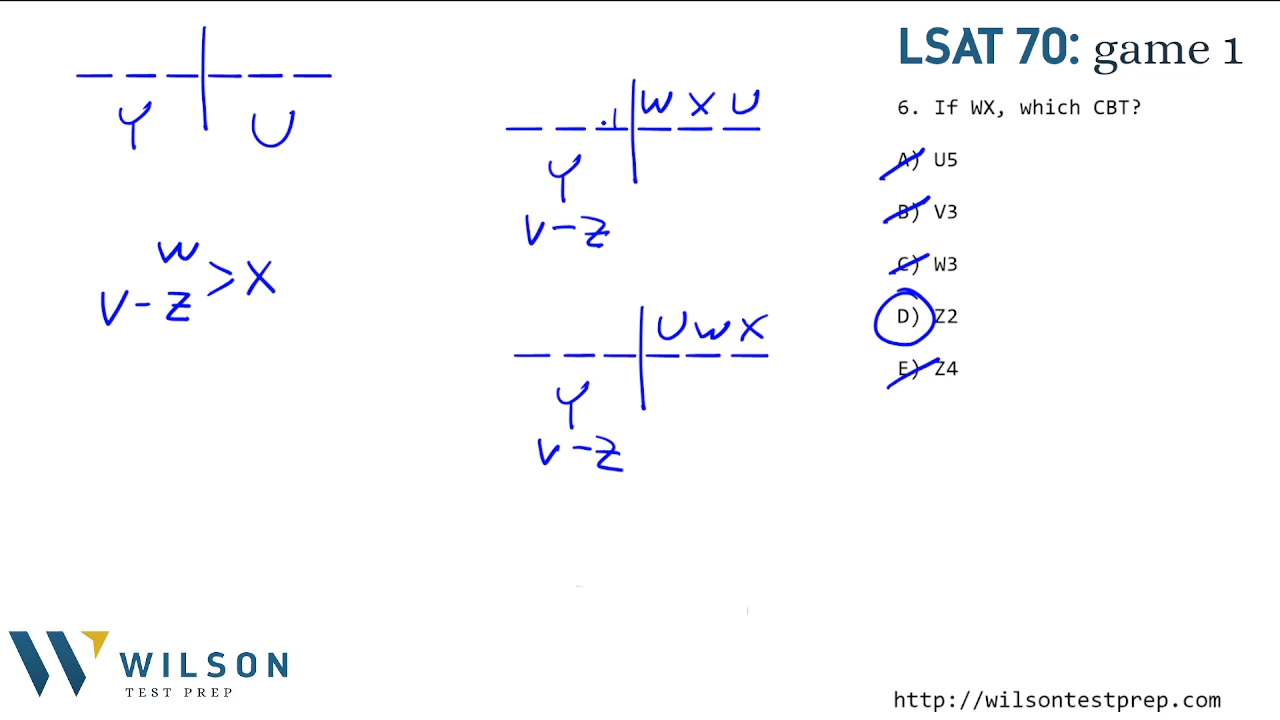 LSAT 70: game 1
6. If WX, which CBT?
A) U5
B) V3
C) W3
D) Z2
E) Z4
Y U
W
V - Z > X
W X U
Y
V - Z
U W X
Y
V - Z
WILSON
TEST PREP
http://wilsontestprep.com